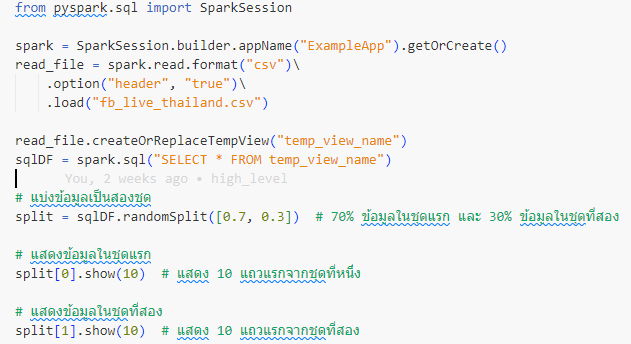 from pyspark.sql import SparkSession
spark = SparkSession.builder.appName("ExampleApp").getOrCreate()
read_file = spark.read.format("csv")\
    .option("header", "true")\
    .load("fb_live_thailand.csv")
read_file.createOrReplaceTempView("temp_view_name")
sqlDF = spark.sql("SELECT * FROM temp_view_name")
You, 2 weeks ago • high_level
# แบ่งข้อมูลเป็นสองชุด
split = sqlDF.randomSplit([0.7, 0.3])  # 70% ข้อมูลในชุดแรก และ 30% ข้อมูลในชุดที่สอง
# แสดงข้อมูลในชุดแรก
split[0].show(10)  # แสดง 10 แถวแรกจากชุดที่หนึ่ง
# แสดงข้อมูลในชุดที่สอง
split[1].show(10)  # แสดง 10 แถวแรกจากชุดที่สอง